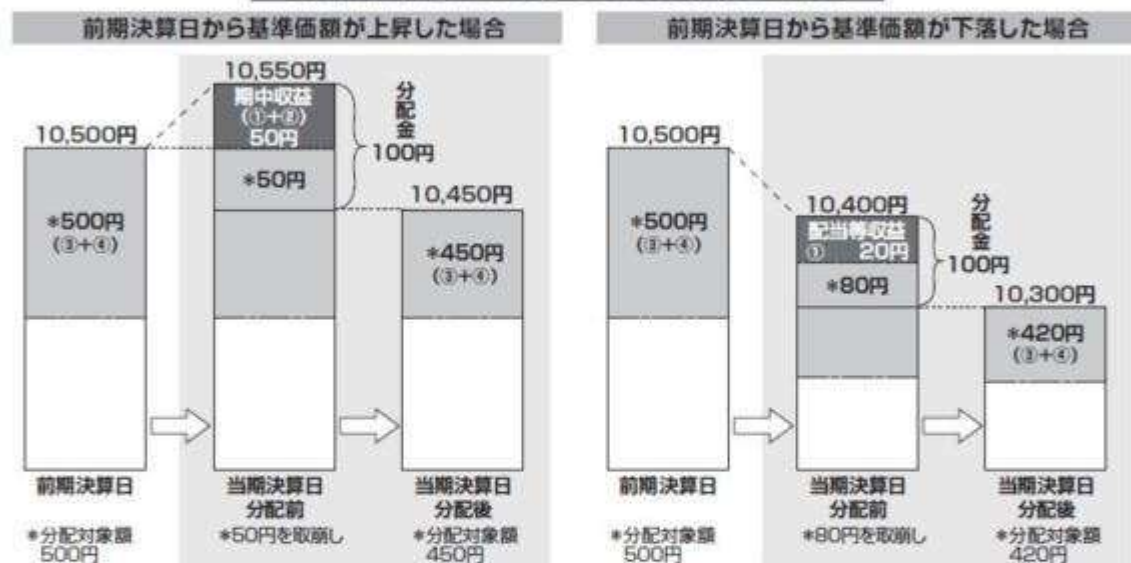 前期決算日から基準価額が上昇した場合
10,550円
期中収益
(①+②)
50円
分配金
100円
10,500円
*50円
10,450円
*500円
(③+④)
*450円
(③+④)
前期決算日
当期決算日
分配前
当期決算日
分配後
*分配対象額
500円
*50円を取崩し
*分配対象額
450円
前期決算日から基準価額が下落した場合
10,500円
*500円
(③+④)
10,400円
配当等収益
① 20円
分配金
100円
*80円
10,300円
*420円
(③+④)
前期決算日
当期決算日
分配前
当期決算日
分配後
*分配対象額
500円
*80円を取崩し
*分配対象額
420円